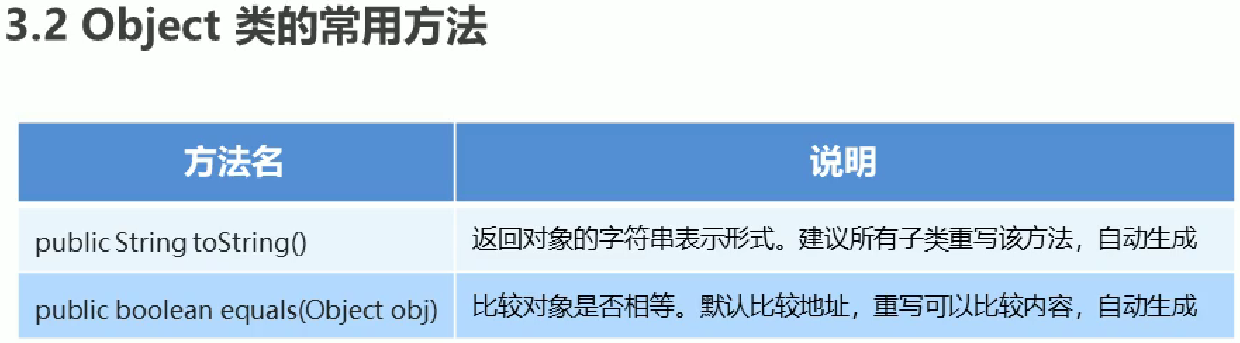 3.2 Object 类的常用方法
方法名 说明
public String toString() 返回对象的字符串表示形式。建议所有子类重写该方法，自动生成
public boolean equals(Object obj) 比较对象是否相等。默认比较地址，重写可以比较内容，自动生成